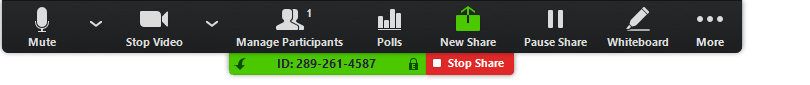 1
Mute Stop Video Manage Participants Polls New Share Pause Share Whiteboard More
ID: 289-261-4587 Stop Share